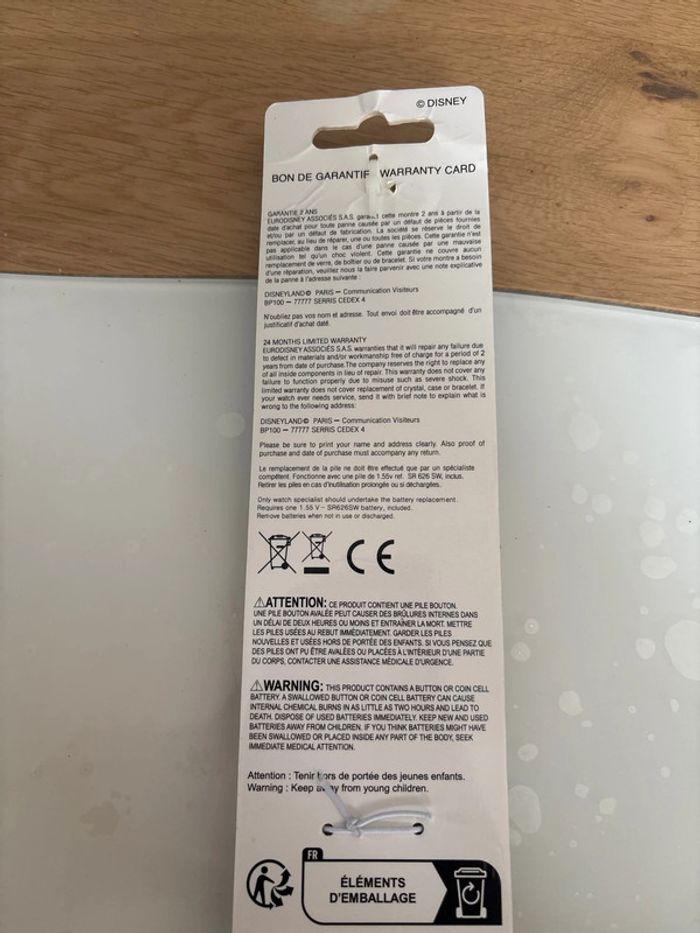 © DISNEY
BON DE GARANTIE WARRANTY CARD
GARANTIE 2 ANS
EURODISNEY ASSOCIÉS S.A.S. garantit cette montre 2 ans à partir de la
date d'achat pour toute panne causée par un défaut de pièces fournies
et/ou par un défaut de fabrication. La société se réserve le droit de
remplacer, au lieu de réparer, une ou toutes les pièces. Cette garantie n'est
pas applicable dans le cas d'une panne causée par une mauvaise
utilisation tel qu'un choc violent. Cette garantie ne couvre aucun
remplacement de verre, de boîtier ou de bracelet. Si votre montre a besoin
d'une réparation, veuillez nous la faire parvenir avec une note explicative
de la panne à l'adresse suivante :
DISNEYLAND© PARIS – Communication Visiteurs
BP100 – 77777 SERRIS CEDEX 4
N'oubliez pas vos nom et adresse. Tout envoi doit être accompagné d'un
justificatif d'achat daté.
24 MONTHS LIMITED WARRANTY
EURODISNEY ASSOCIÉS S.A.S. warranties that it will repair any failure due
to defect in materials and/or workmanship free of charge for a period of 2
years from date of purchase.The company reserves the right to replace any
of all inside components in lieu of repair. This warranty does not cover any
failure to function properly due to misuse such as severe shock. This
limited warranty does not cover replacement of crystal, case or bracelet. If
your watch ever needs service, send it with brief note to explain what is
wrong to the following address:
DISNEYLAND© PARIS – Communication Visiteurs
BP100 – 77777 SERRIS CEDEX 4
Please be sure to print your name and address clearly. Also proof of
purchase and date of purchase must accompany any return.
Le remplacement de la pile ne doit être effectué que par un spécialiste
compétent. Fonctionne avec une pile de 1.55v ref. SR 626 SW, inclus.
Retirer les piles en cas d'inutilisation prolongée ou si déchargées.
Only watch specialist should undertake the battery replacement.
Requires one 1.55 V – SR626SW battery, included.
Remove batteries when not in use or discharged.
CE
⚠ATTENTION: CE PRODUIT CONTIENT UNE PILE BOUTON.
UNE PILE BOUTON AVALÉE PEUT CAUSER DES BRÛLURES INTERNES DANS
UN DÉLAI DE DEUX HEURES OU MOINS ET ENTRAÎNER LA MORT. METTRE
LES PILES USÉES AU REBUT IMMÉDIATEMENT. GARDER LES PILES
NOUVELLES ET USÉES HORS DE PORTÉE DES ENFANTS. SI VOUS PENSEZ QUE
DES PILES ONT PU ÊTRE AVALÉES OU PLACÉES À L'INTÉRIEUR D'UNE PARTIE
DU CORPS, CONTACTER UNE ASSISTANCE MÉDICALE D'URGENCE.
⚠WARNING: THIS PRODUCT CONTAINS A BUTTON OR COIN CELL
BATTERY. A SWALLOWED BUTTON OR COIN CELL BATTERY CAN CAUSE
INTERNAL CHEMICAL BURNS IN AS LITTLE AS TWO HOURS AND LEAD TO
DEATH. DISPOSE OF USED BATTERIES IMMEDIATELY. KEEP NEW AND USED
BATTERIES AWAY FROM CHILDREN. IF YOU THINK BATTERIES MIGHT HAVE
BEEN SWALLOWED OR PLACED INSIDE ANY PART OF THE BODY, SEEK
IMMEDIATE MEDICAL ATTENTION.
Attention : Tenir hors de portée des jeunes enfants.
Warning : Keep away from young children.
FR
ÉLÉMENTS
D'EMBALLAGE